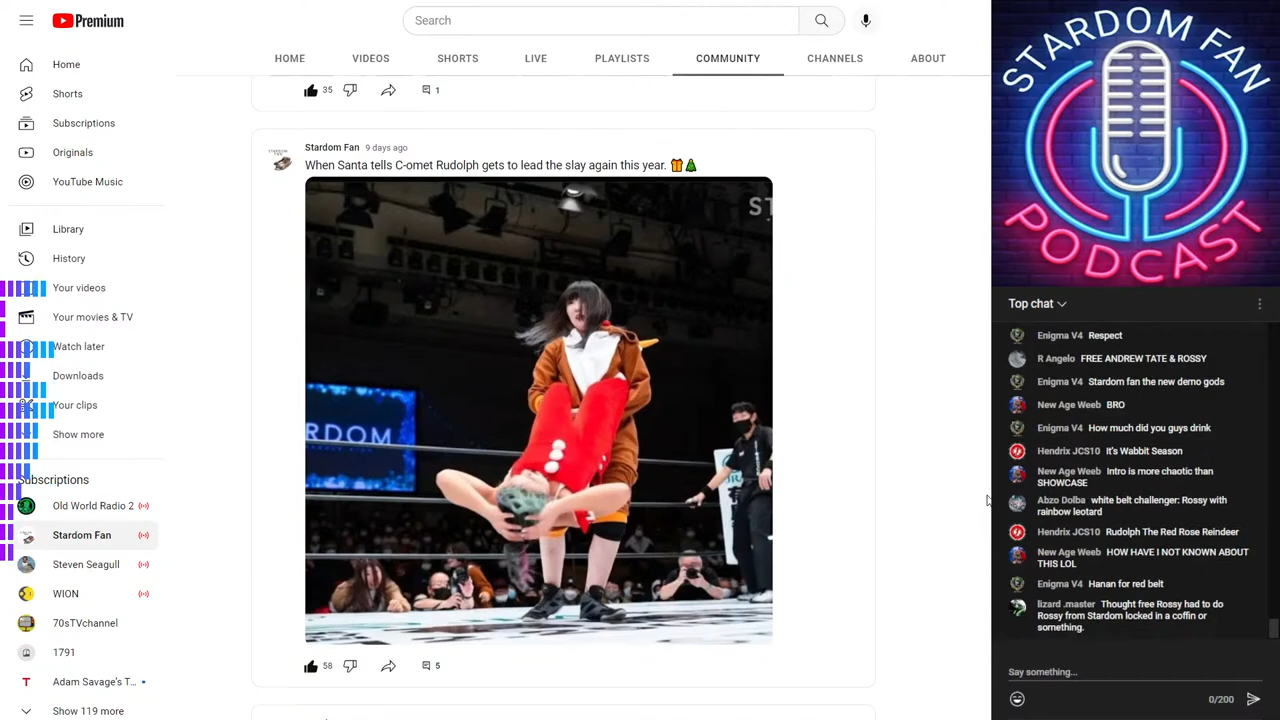 Premium
Search
HOME
VIDEOS
SHORTS
LIVE
PLAYLISTS
COMMUNITY
CHANNELS
ABOUT
Home
Shorts
Subscriptions
Originals
YouTube Music
Library
History
Your videos
Your movies & TV
Watch later
Downloads
Your clips
Show more
Subscriptions
Old World Radio 2
Stardom Fan
Steven Seagull
WION
70sTVchannel
1791
T Adam Savage's T...
Show 119 more
35
1
Stardom Fan 9 days ago
When Santa tells C-omet Rudolph gets to lead the slay again this year. 🎁🎄
ST
RDOM
58
5
STARDOM FAN
PODCAST
Top chat
Enigma V4 Respect
R Angelo FREE ANDREW TATE & ROSSY
Enigma V4 Stardom fan the new demo gods
New Age Weeb BRO
Enigma V4 How much did you guys drink
Hendrix JCS10 It's Wabbit Season
New Age Weeb Intro is more chaotic than
SHOWCASE
Abzo Dolba white belt challenger: Rossy with
rainbow leotard
Hendrix JCS10 Rudolph The Red Rose Reindeer
New Age Weeb HOW HAVE I NOT KNOWN ABOUT
THIS LOL
Enigma V4 Hanan for red belt
lizard .master Thought free Rossy had to do
Rossy from Stardom locked in a coffin or
something.
Say something...
0/200